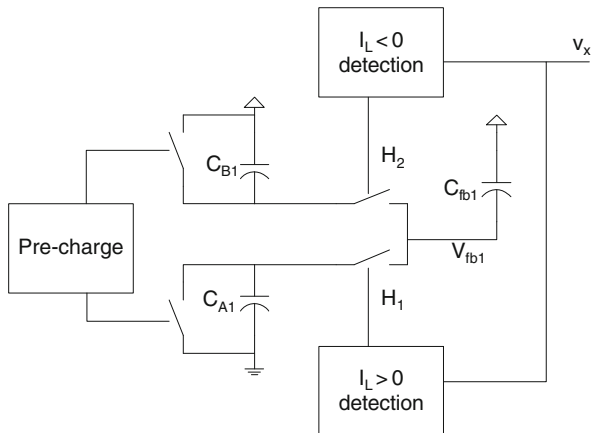 I_L < 0
detection
v_x
H_2
C_B1
C_fb1
Pre-charge
V_fb1
C_A1
H_1
I_L > 0
detection